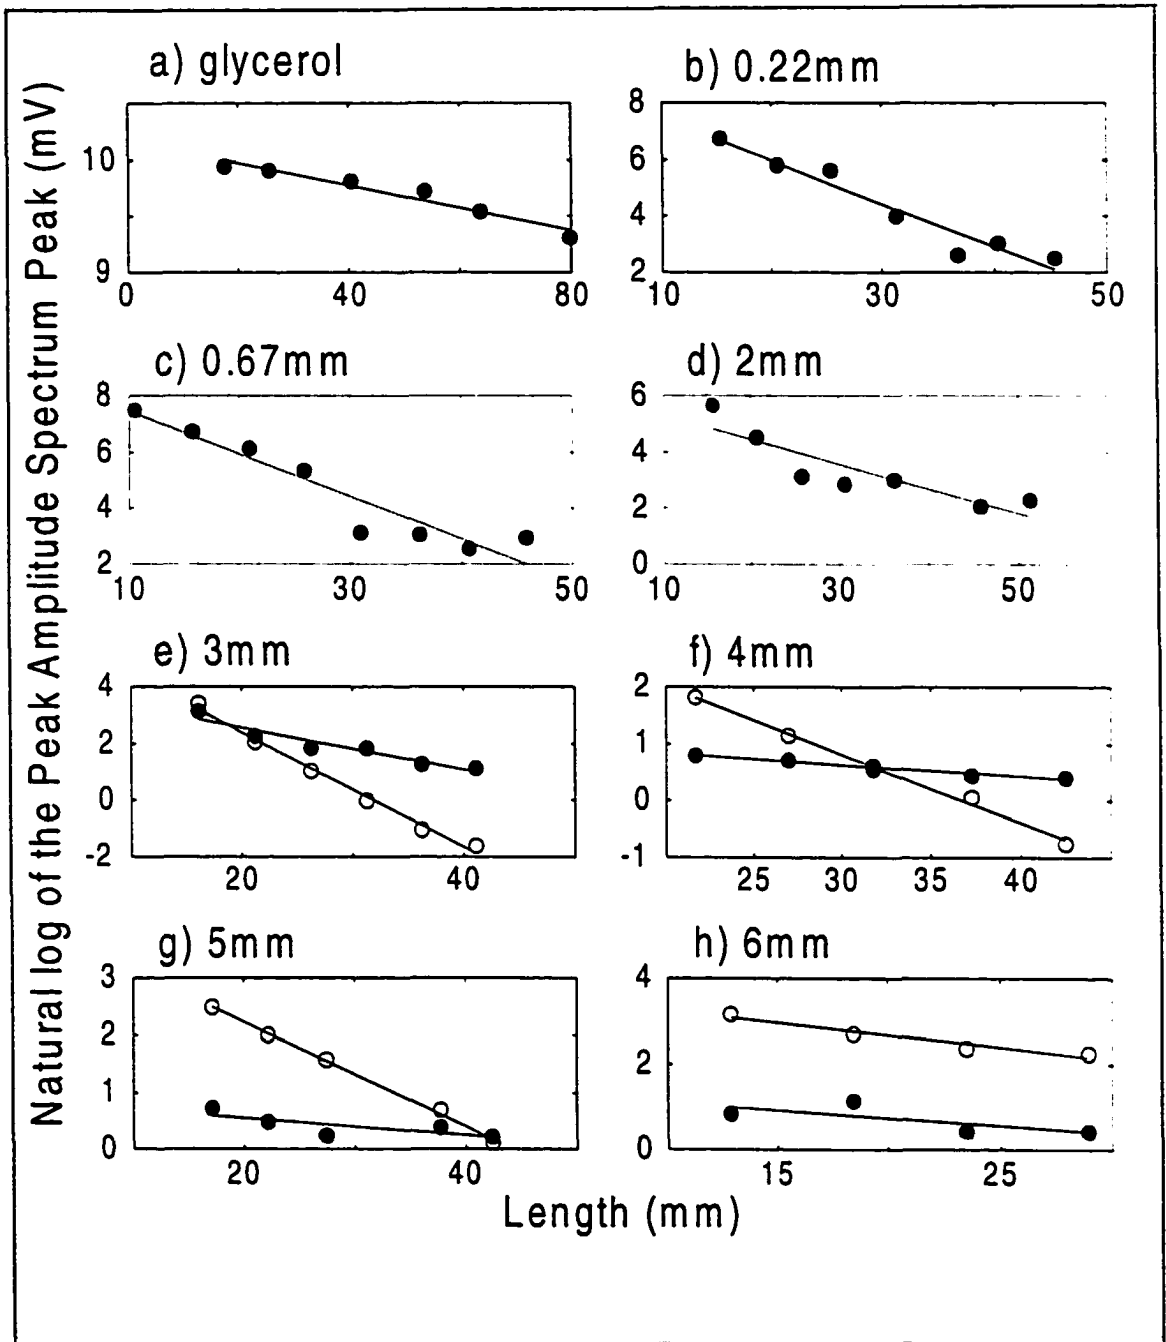 Natural log of the Peak Amplitude Spectrum Peak (mV)
a) glycerol
10
9
0 40 80
b) 0.22mm
8
6
4
2
10 30 50
c) 0.67mm
8
6
4
2
10 30 50
d) 2mm
6
4
2
0
10 30 50
e) 3mm
4
2
0
-2
20 40
f) 4mm
2
1
0
-1
25 30 35 40
g) 5mm
3
2
1
0
20 40
h) 6mm
4
2
0
15 25
Length (mm)